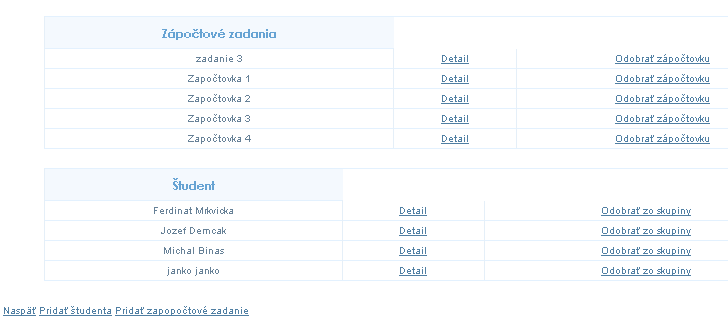 Zápočtové zadania
zadanie 3 Detail Odobrať zápočtovku
Započtovka 1 Detail Odobrať zápočtovku
Započtovka 2 Detail Odobrať zápočtovku
Započtovka 3 Detail Odobrať zápočtovku
Započtovka 4 Detail Odobrať zápočtovku
Študent
Ferdinat Mrkvicka Detail Odobrať zo skupiny
Jozef Demcak Detail Odobrať zo skupiny
Michal Binas Detail Odobrať zo skupiny
janko janko Detail Odobrať zo skupiny
Naspäť Pridať študenta Pridať zapopočtové zadanie